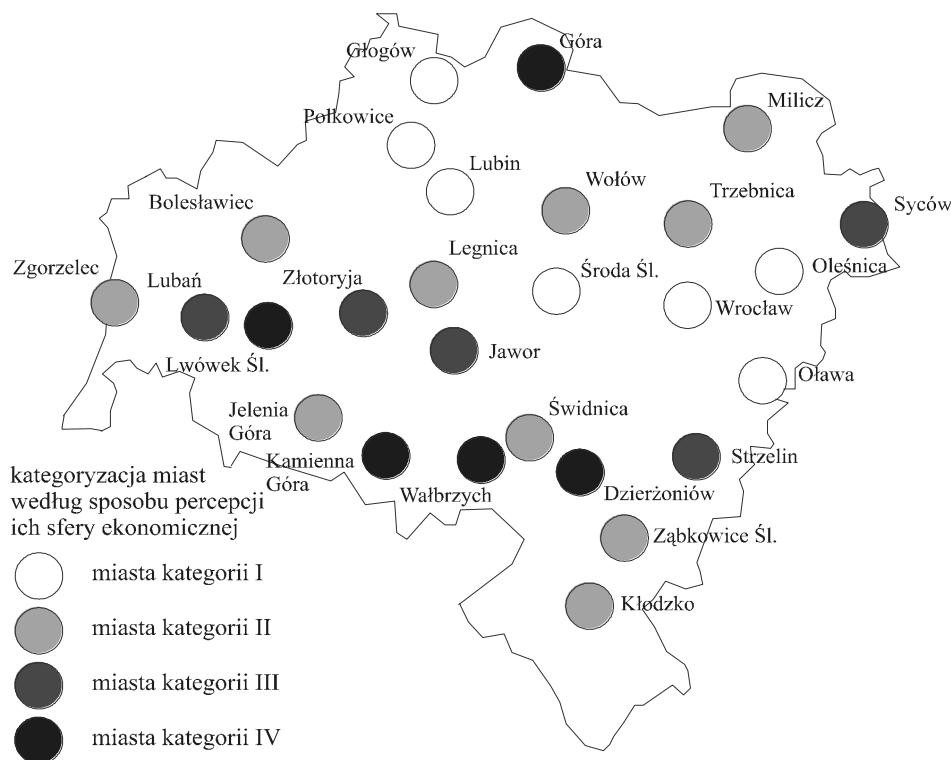 Góra
Głogów
Milicz
Połkowice
Lubin
Wołów
Trzebnica
Syców
Bolesławiec
Legnica
Środa Śl.
Oleśnica
Zgorzelec
Lubań
Złotoryja
Wrocław
Jawor
Lwówek Śl.
Oława
Jelenia
Góra
Świdnica
Kamienna
Góra
Strzelin
Wałbrzych
Dzierżoniów
Ząbkowice Śl.
Kłodzko
kategoryzacja miast
według sposobu percepcji
ich sfery ekonomicznej
miasta kategorii I
miasta kategorii II
miasta kategorii III
miasta kategorii IV